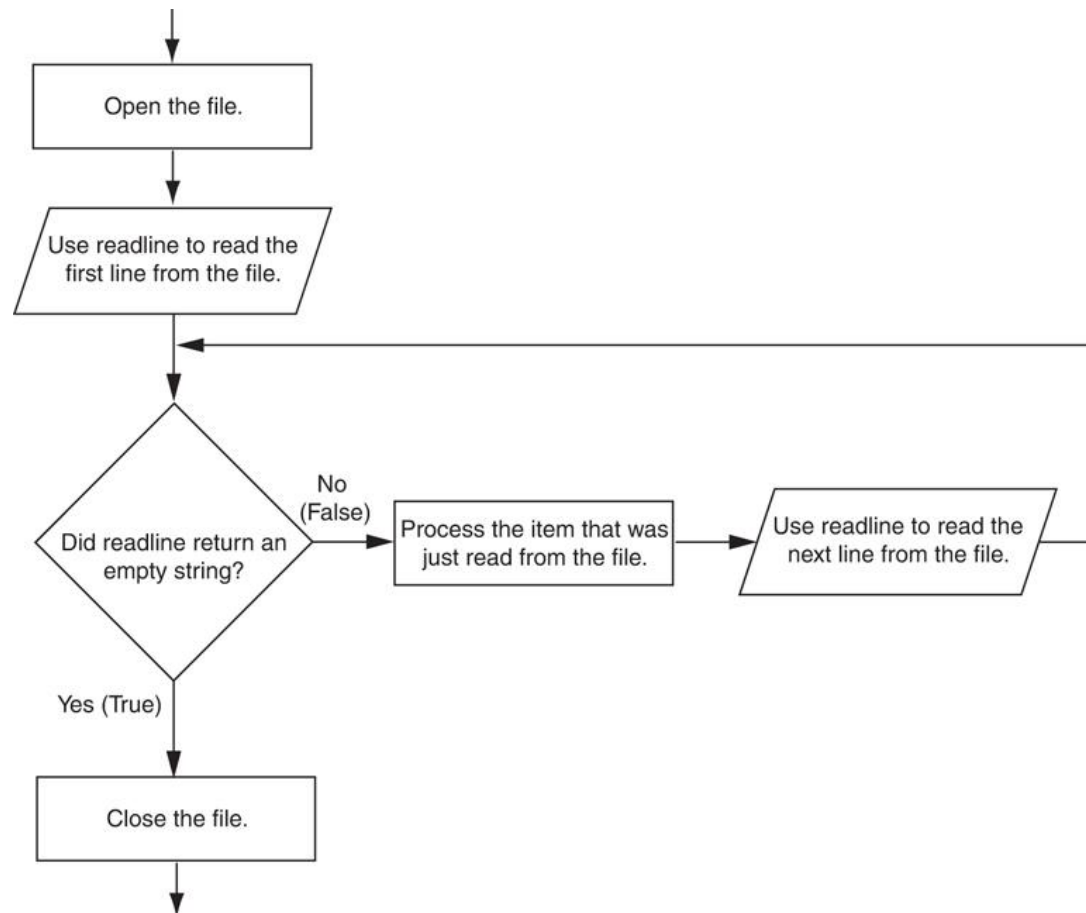 Open the file.
Use readline to read the
first line from the file.
No
(False)
Did readline return an
empty string?
Process the item that was
just read from the file.
Use readline to read the
next line from the file.
Yes (True)
Close the file.